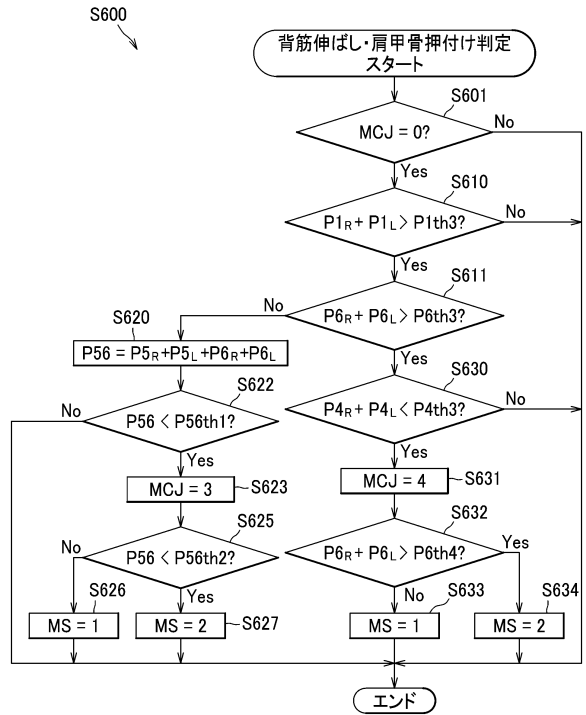 S600
背筋伸ばし・肩甲骨押付け判定
スタート
S601
MCJ = 0?
No
Yes
S610
P1R + P1L > P1th3?
No
Yes
S611
P6R + P6L > P6th3?
No
Yes
S620
P56 = P5R+P5L+P6R+P6L
S622
P56 < P56th1?
No
Yes
S623
MCJ = 3
S625
P56 < P56th2?
No
Yes
S626
MS = 1
S627
MS = 2
S630
P4R + P4L < P4th3?
No
Yes
S631
MCJ = 4
S632
P6R + P6L > P6th4?
Yes
No
S633
MS = 1
S634
MS = 2
エンド